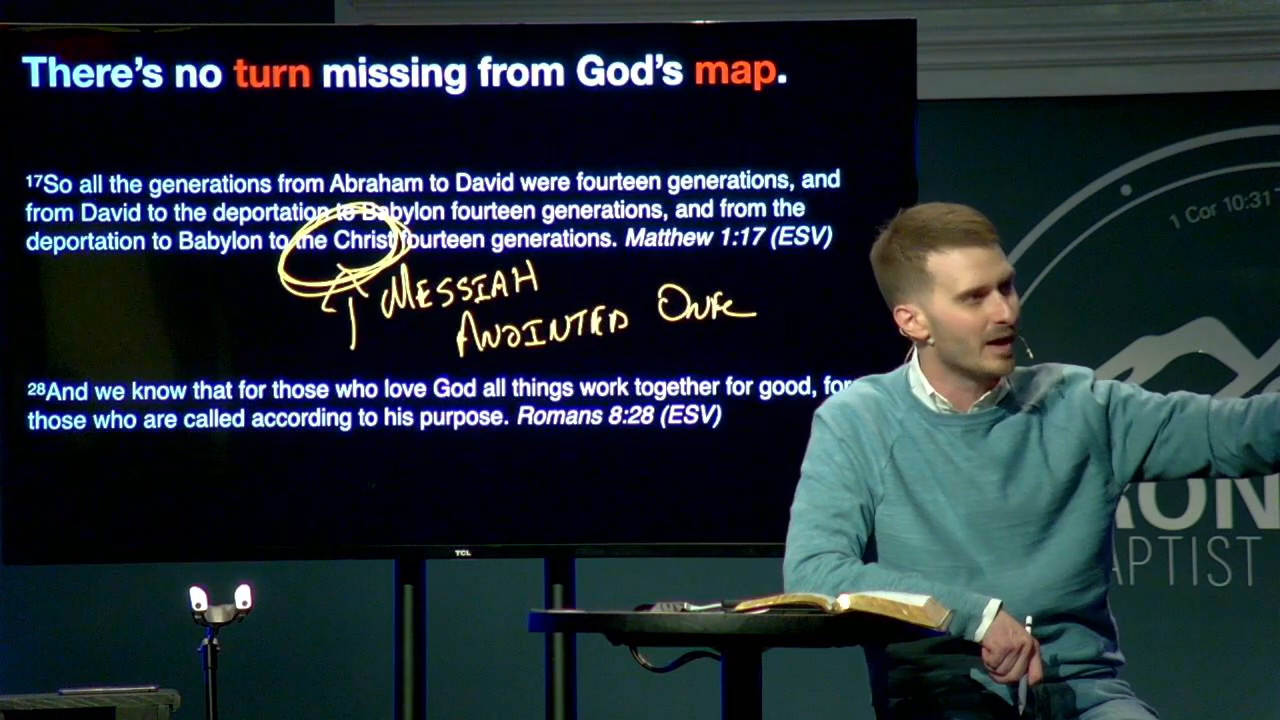 There's no turn missing from God's map.
¹⁷So all the generations from Abraham to David were fourteen generations, and
from David to the deportation to Babylon fourteen generations, and from the
deportation to Babylon to the Christ fourteen generations. Matthew 1:17 (ESV)
MESSIAH
ANOINTED ONE
²⁸And we know that for those who love God all things work together for good, for
those who are called according to his purpose. Romans 8:28 (ESV)
TCL
1 Cor 10:31
RON
APTIST